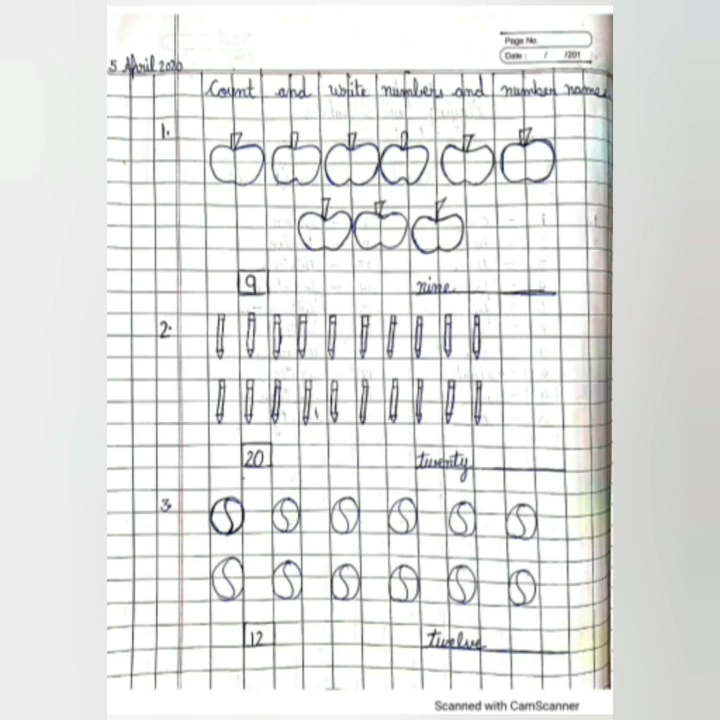 Page No.
Date : / /201
5 April 2020
Count and write numbers and number names
1.
9 nine
2.
20 twenty
3.
12 twelve
Scanned with CamScanner